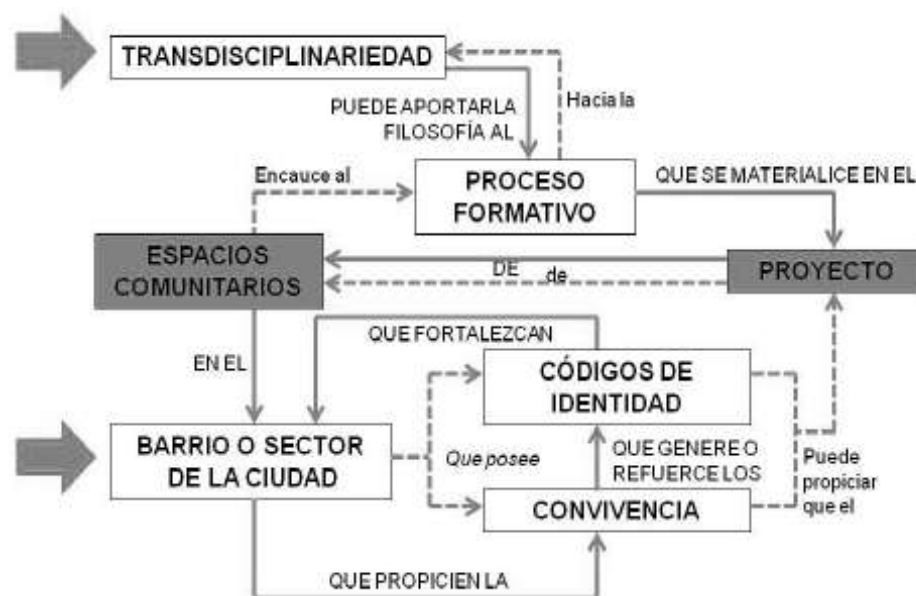 TRANSDISCIPLINARIEDAD
PUEDE APORTARLA
FILOSOFÍA AL
Hacia la
Encauce al
PROCESO
FORMATIVO
QUE SE MATERIALICE EN EL
ESPACIOS
COMUNITARIOS
DE de
PROYECTO
QUE FORTALEZCAN
EN EL
CÓDIGOS DE
IDENTIDAD
BARRIO O SECTOR
DE LA CIUDAD
Que posee
QUE GENERE O
REFUERCE LOS
Puede
propiciar
que el
CONVIVENCIA
QUE PROPICIEN LA